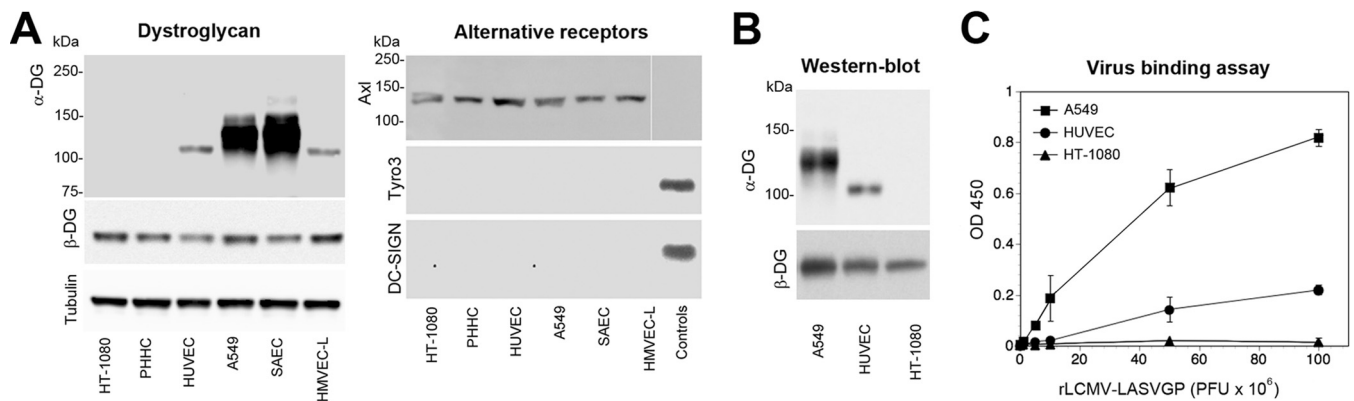 A
Dystroglycan
kDa
α-DG
250-
150-
100-
75-
β-DG
Tubulin
HT-1080
PHHC
HUVEC
A549
SAEC
HMVEC-L
Alternative receptors
kDa
Axl
250-
150-
100-
Tyro3
DC-SIGN
HT-1080
PHHC
HUVEC
A549
SAEC
HMVEC-L
Controls
B
Western-blot
kDa
α-DG
150-
100-
β-DG
A549
HUVEC
HT-1080
C
Virus binding assay
A549
HUVEC
HT-1080
OD 450
1
0.8
0.6
0.4
0.2
0
0 20 40 60 80 100
rLCMV-LASVGP (PFU x 10⁶)